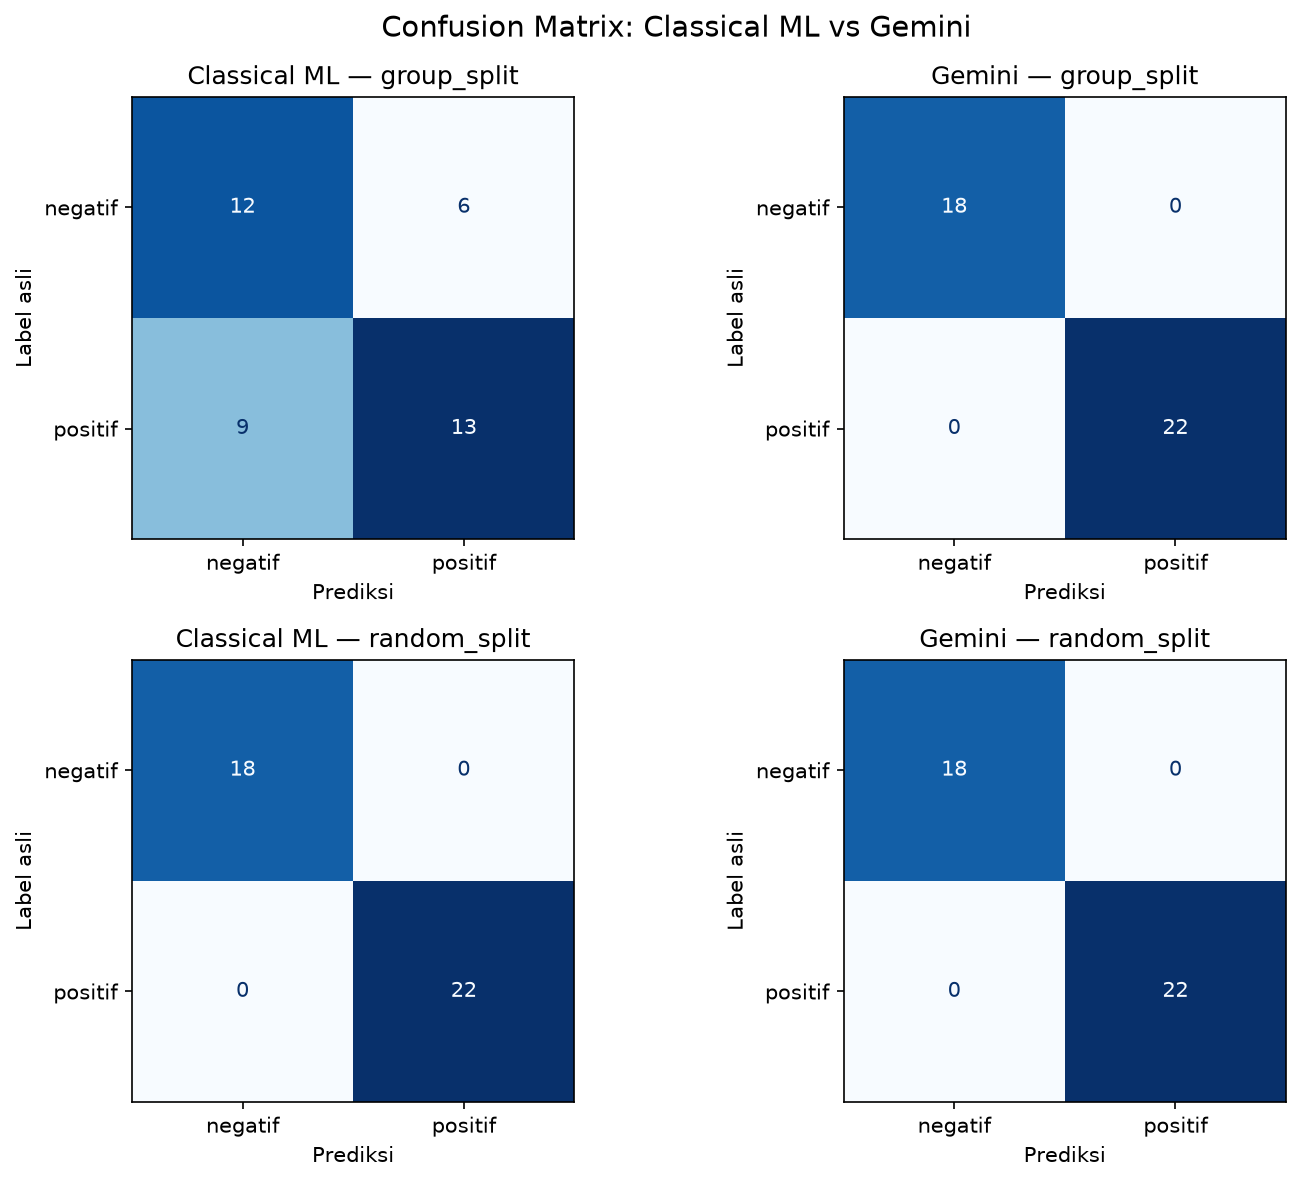 Confusion Matrix: Classical ML vs Gemini
Classical ML — group_split
Label asli
negatif
12
6
positif
9
13
negatif
positif
Prediksi
Gemini — group_split
Label asli
negatif
18
0
positif
0
22
negatif
positif
Prediksi
Classical ML — random_split
Label asli
negatif
18
0
positif
0
22
negatif
positif
Prediksi
Gemini — random_split
Label asli
negatif
18
0
positif
0
22
negatif
positif
Prediksi